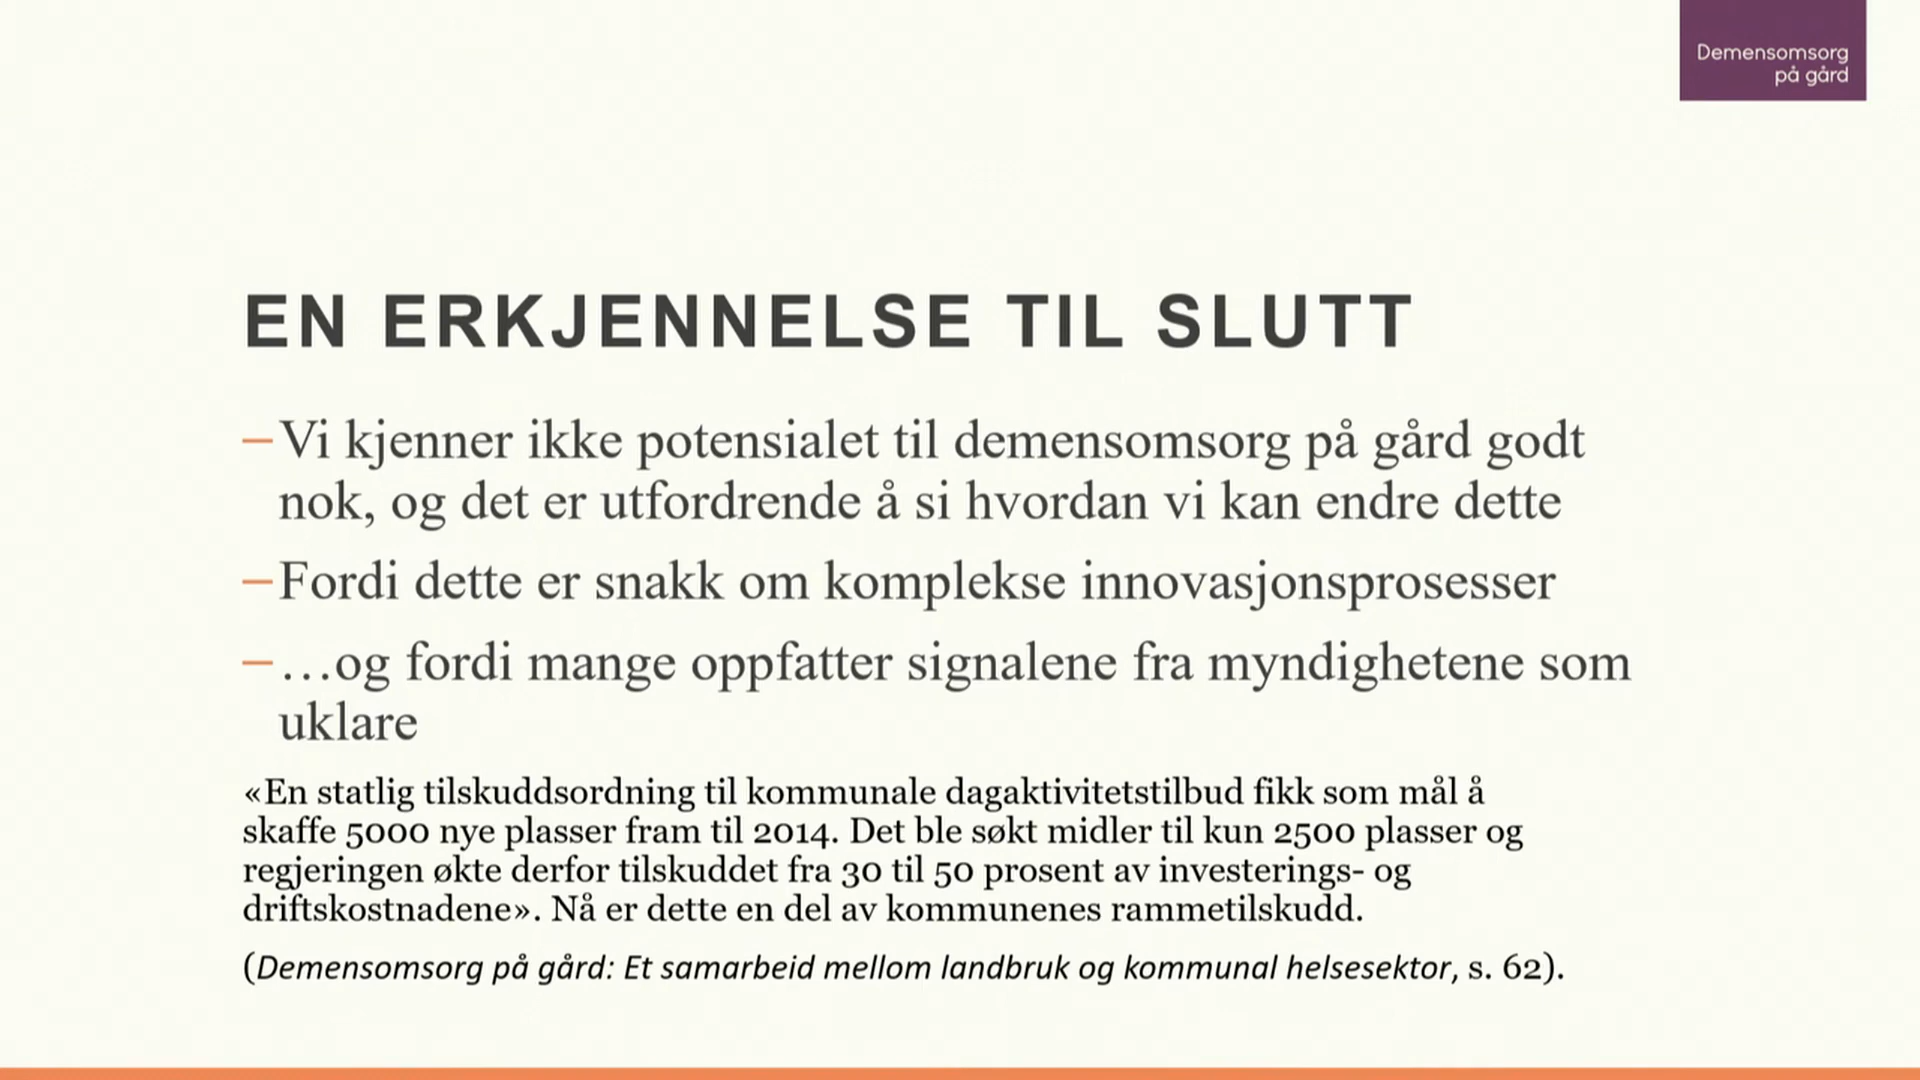 Demensomsorg
på gård
EN ERKJENNELSE TIL SLUTT
–Vi kjenner ikke potensialet til demensomsorg på gård godt
nok, og det er utfordrende å si hvordan vi kan endre dette
–Fordi dette er snakk om komplekse innovasjonsprosesser
–…og fordi mange oppfatter signalene fra myndighetene som
uklare
«En statlig tilskuddsordning til kommunale dagaktivitetstilbud fikk som mål å
skaffe 5000 nye plasser fram til 2014. Det ble søkt midler til kun 2500 plasser og
regjeringen økte derfor tilskuddet fra 30 til 50 prosent av investerings- og
driftskostnadene». Nå er dette en del av kommunenes rammetilskudd.
(Demensomsorg på gård: Et samarbeid mellom landbruk og kommunal helsesektor, s. 62).